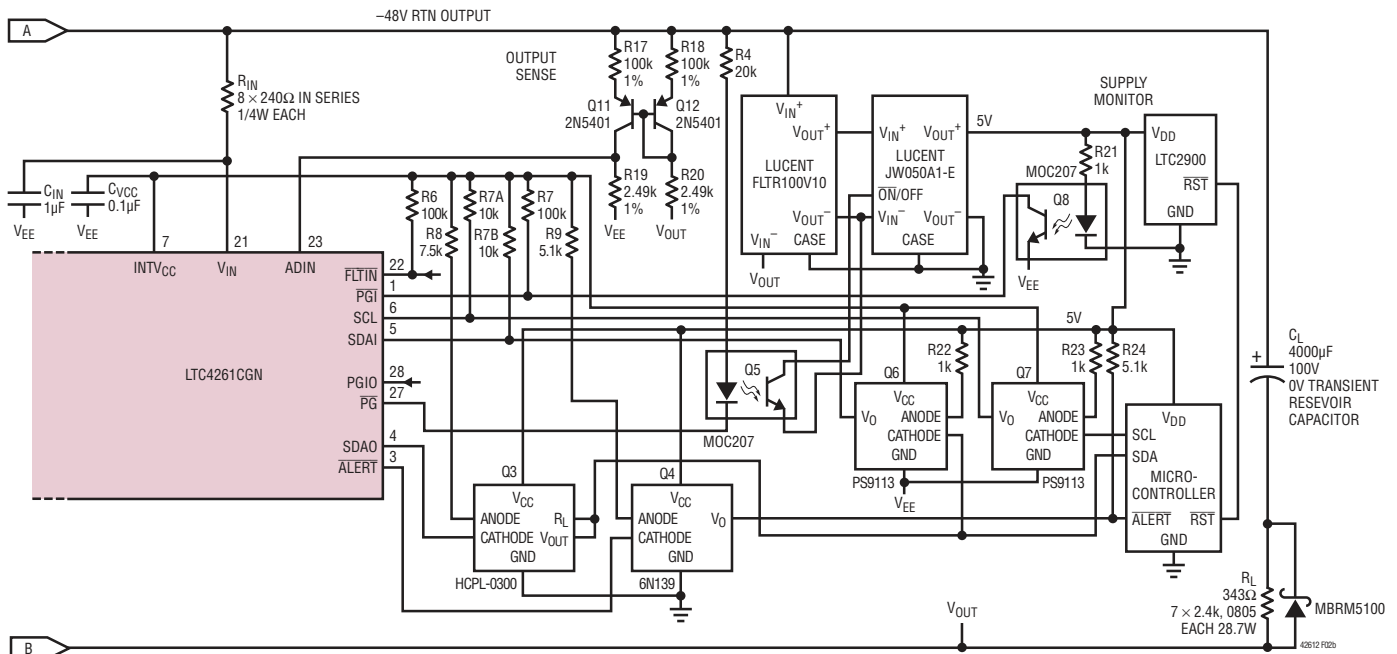 A
–48V RTN OUTPUT
RIN
8 × 240Ω IN SERIES
1/4W EACH
OUTPUT
SENSE
R17
100k
1%
R18
100k
1%
R4
20k
Q11
2N5401
Q12
2N5401
R19
2.49k
1%
R20
2.49k
1%
VEE
VOUT
VIN+
VOUT+
LUCENT
FLTR100V10
VOUT–
VIN–
CASE
VOUT
VIN+
VOUT+
LUCENT
JW050A1-E
ON/OFF
VIN–
VOUT–
CASE
5V
SUPPLY
MONITOR
R21
1k
MOC207
Q8
VEE
VDD
LTC2900
RST
GND
CIN
1µF
VEE
CVCC
0.1µF
VEE
R6
100k
R8
7.5k
R7A
10k
R7B
10k
R7
100k
R9
5.1k
7
21
23
INTVCC
VIN
ADIN
FLTIN
22
PGI
1
SCL
6
SDAI
5
LTC4261CGN
PGIO
28
PG
27
SDAO
4
ALERT
3
Q5
MOC207
5V
R22
1k
R23
1k
R24
5.1k
Q6
VCC
VO
ANODE
CATHODE
GND
PS9113
VEE
Q7
VCC
VO
ANODE
CATHODE
GND
PS9113
VDD
SCL
SDA
MICRO-
CONTROLLER
ALERT
RST
GND
CL
4000µF
100V
0V TRANSIENT
RESEVOIR
CAPACITOR
+
Q3
VCC
ANODE
RL
CATHODE
VOUT
GND
HCPL-0300
Q4
VCC
ANODE
VO
CATHODE
GND
6N139
RL
343Ω
7 × 2.4k, 0805
EACH 28.7W
MBRM5100
VOUT
B
42612 F02b